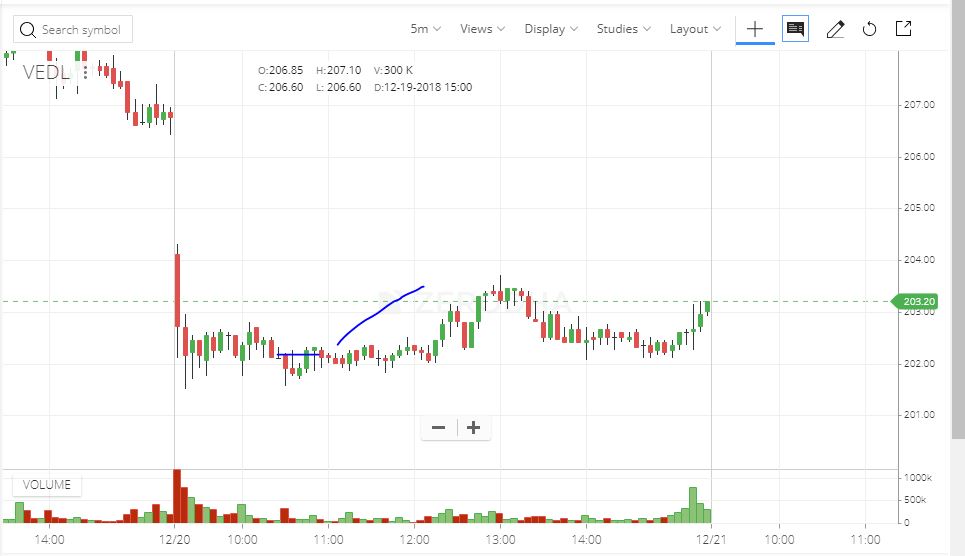 Search symbol 5m Views Display Studies Layout
VEDL O:206.85 H:207.10 V:300 K
C:206.60 L: 206.60 D:12-19-2018 15:00
207.00
206.00
205.00
204.00
203.20
203.00
202.00
201.00
VOLUME
1000k
500k
0
14:00 12/20 10:00 11:00 12:00 13:00 14:00 12/21 10:00 11:00